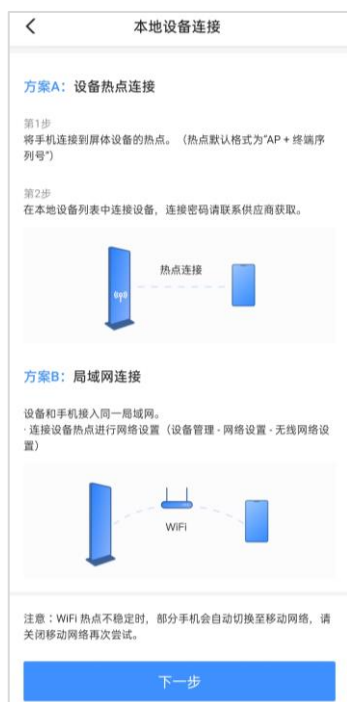 本地设备连接
方案A：设备热点连接
第1步
将手机连接到屏体设备的热点。（热点默认格式为“AP + 终端序
列号”）
第2步
在本地设备列表中连接设备，连接密码请联系供应商获取。
热点连接
方案B：局域网连接
设备和手机接入同一局域网。
· 连接设备热点进行网络设置（设备管理 - 网络设置 - 无线网络设
置）
WiFi
注意：WiFi 热点不稳定时，部分手机会自动切换至移动网络，请
关闭移动网络再次尝试。
下一步